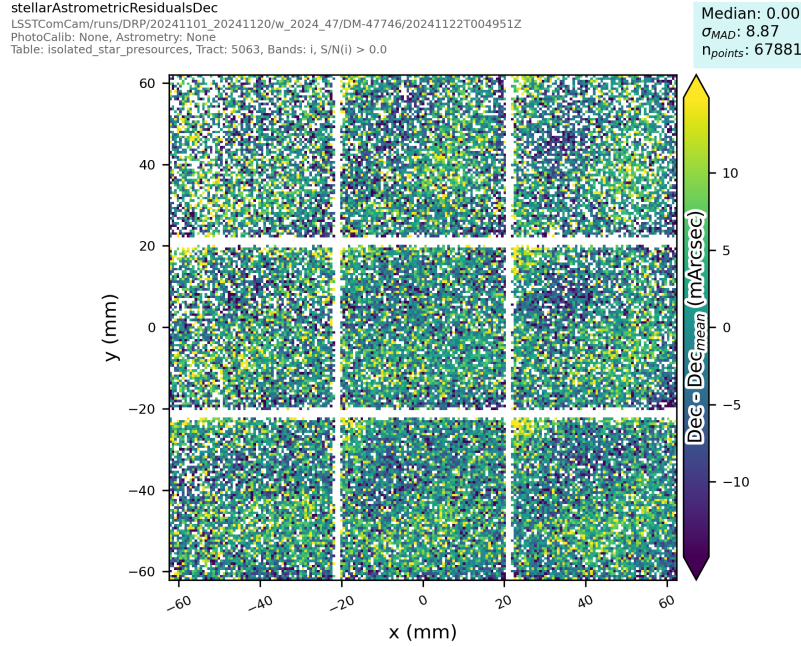 stellarAstrometricResidualsDec
LSSTComCam/runs/DRP/20241101_20241120/w_2024_47/DM-47746/20241122T004951Z
PhotoCalib: None, Astrometry: None
Table: isolated_star_presources, Tract: 5063, Bands: i, S/N(i) > 0.0
Median: 0.00
σMAD: 8.87
npoints: 67881
60
40
20
0
−20
−40
−60
y (mm)
−60
−40
−20
0
20
40
60
x (mm)
10
5
0
−5
−10
Dec - Decmean (mArcsec)